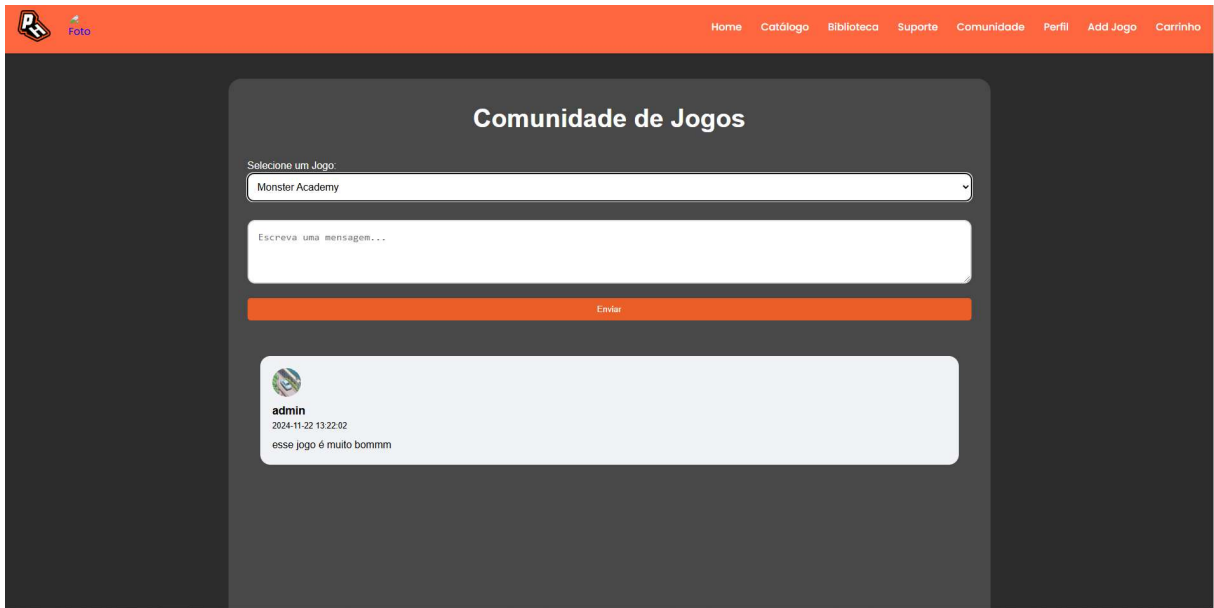 PH
Foto
Home Catálogo Biblioteca Suporte Comunidade Perfil Add Jogo Carrinho
Comunidade de Jogos
Selecione um Jogo:
Monster Academy
Escreva uma mensagem...
Enviar
admin
2024-11-22 13:22:02
esse jogo é muito bommm